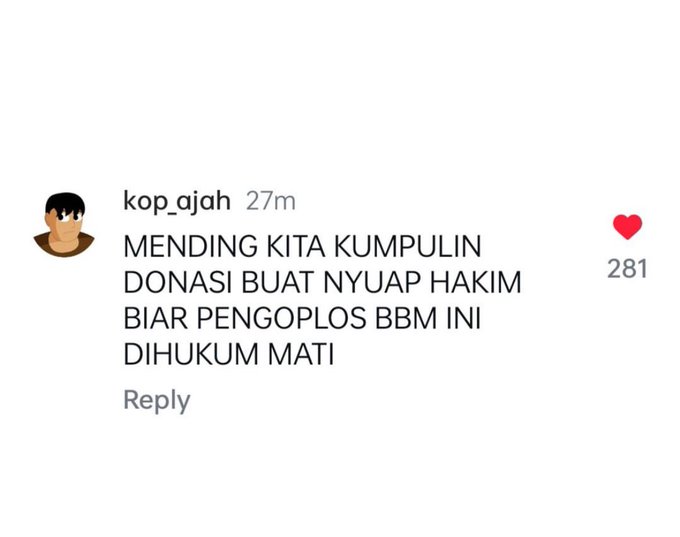 kop_ajah 27m
MENDING KITA KUMPULIN
DONASI BUAT NYUAP HAKIM
BIAR PENGOPLOS BBM INI
DIHUKUM MATI
Reply
281